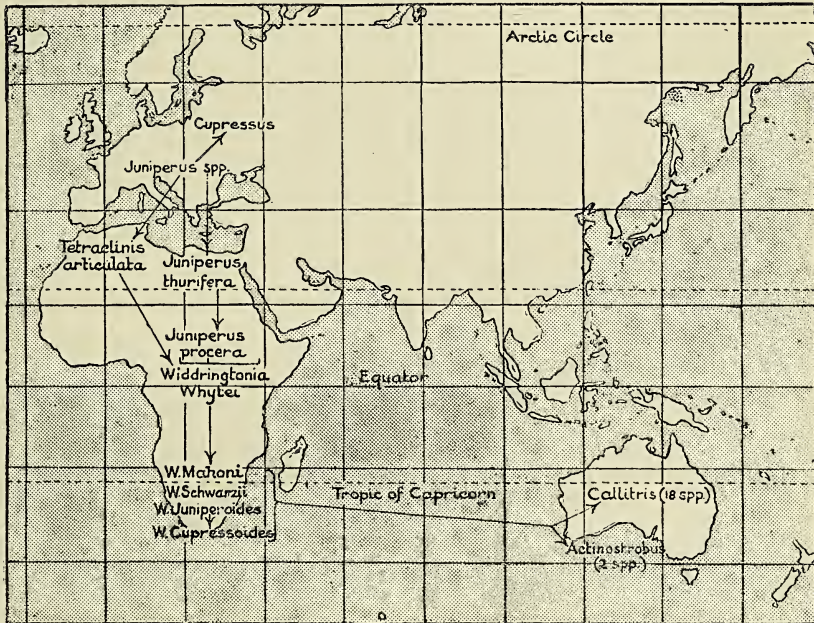 Arctic Circle
Cupressus
Juniperus spp.
Tetraclinis
articulata
Juniperus
thurifera
Juniperus
procera
Widdringtonia
Whytei
Equator
W. Mahoni
W. Schwarzii
W. Juniperoides
W. Cupressoides
Tropic of Capricorn
Callitris (18 spp.)
Actinostrobus
(2 spp.)